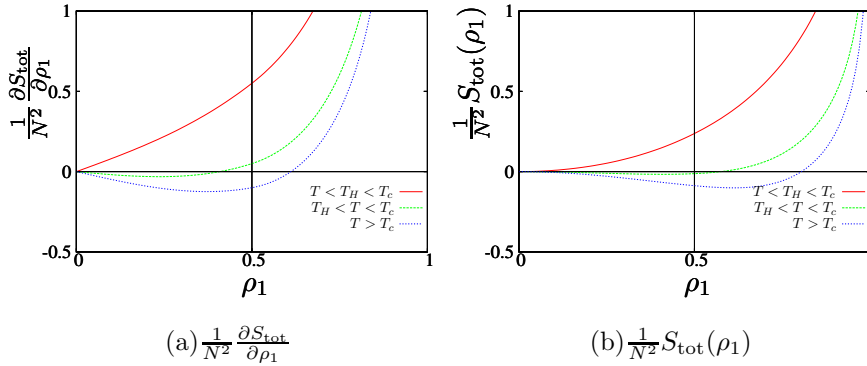 1
0.5
0
-0.5
0
0.5
1
ρ₁
1/N² ∂S_tot/∂ρ₁
T < T_H < T_c
T_H < T < T_c
T > T_c
(a) 1/N² ∂S_tot/∂ρ₁
1
0.5
0
-0.5
0.5
ρ₁
1/N² S_tot(ρ₁)
T < T_H < T_c
T_H < T < T_c
T > T_c
(b) 1/N² S_tot(ρ₁)